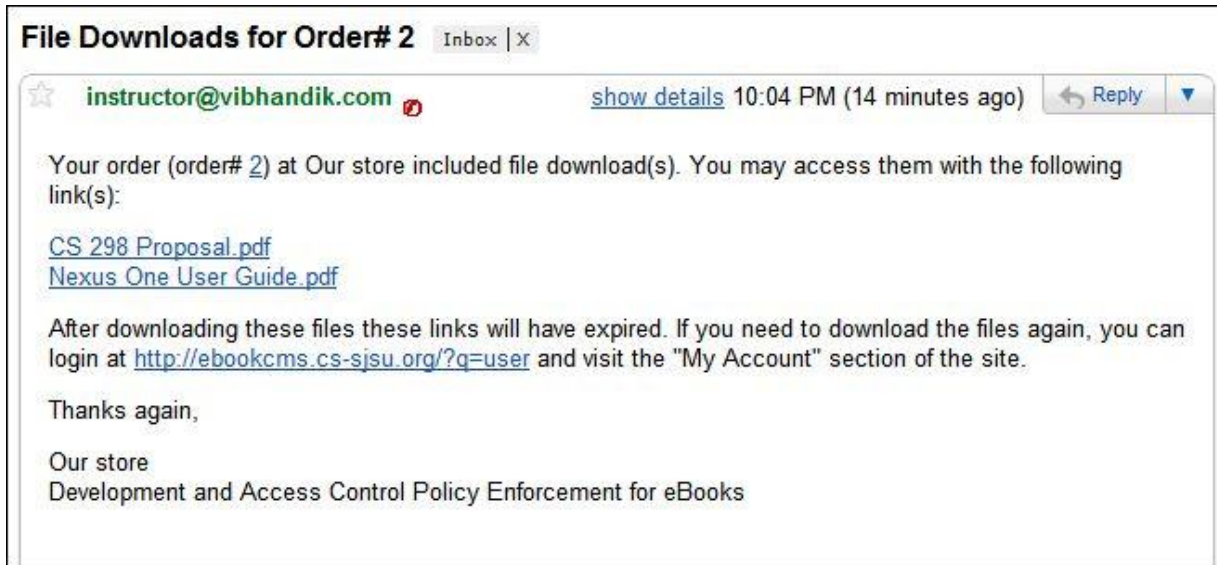 File Downloads for Order# 2 Inbox | X
instructor@vibhandik.com show details 10:04 PM (14 minutes ago) Reply
Your order (order# 2) at Our store included file download(s). You may access them with the following
link(s):
CS 298 Proposal.pdf
Nexus One User Guide.pdf
After downloading these files these links will have expired. If you need to download the files again, you can
login at http://ebookcms.cs-sjsu.org/?q=user and visit the "My Account" section of the site.
Thanks again,
Our store
Development and Access Control Policy Enforcement for eBooks